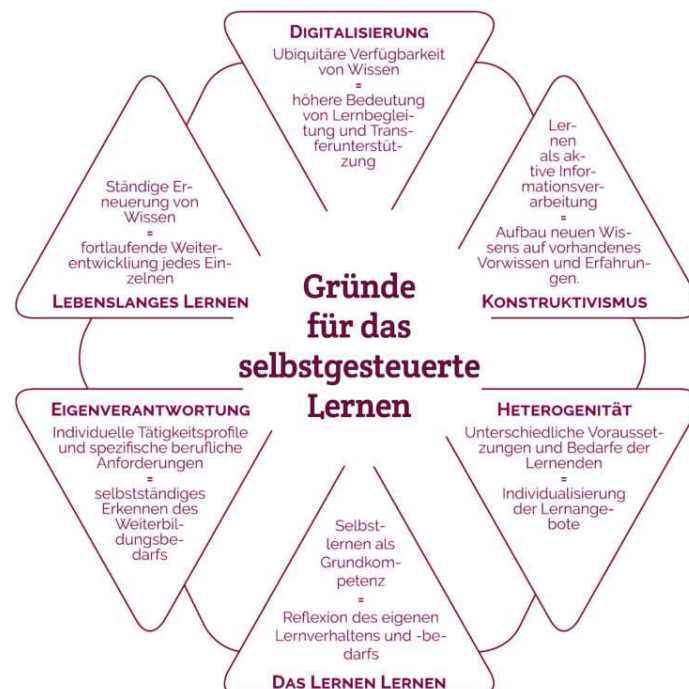 DIGITALISIERUNG
Ubiquitäre Verfügbarkeit
von Wissen
=
höhere Bedeutung
von Lernbeglei-
tung und Trans-
ferunterstüt-
zung
Ler-
nen
als ak-
tive Infor-
mationsver-
arbeitung
=
Aufbau neuen Wis-
sens auf vorhandenes
Vorwissen und Erfahrun-
gen.
KONSTRUKTIVISMUS
HETEROGENITÄT
Unterschiedliche Vorausset-
zungen und Bedarfe der
Lernenden
=
Individualisierung
der Lernange-
bote
Selbst-
lernen als
Grundkom-
petenz
=
Reflexion des eigenen
Lernverhaltens und -be-
darfs
DAS LERNEN LERNEN
EIGENVERANTWORTUNG
Individuelle Tätigkeitsprofile
und spezifische berufliche
Anforderungen
=
selbstständiges
Erkennen des
Weiterbil-
dungsbe-
darfs
Ständige Er-
neuerung von
Wissen
=
fortlaufende Weiter-
entwickliung jedes Ein-
zelnen
LEBENSLANGES LERNEN
Gründe
für das
selbstgesteuerte
Lernen